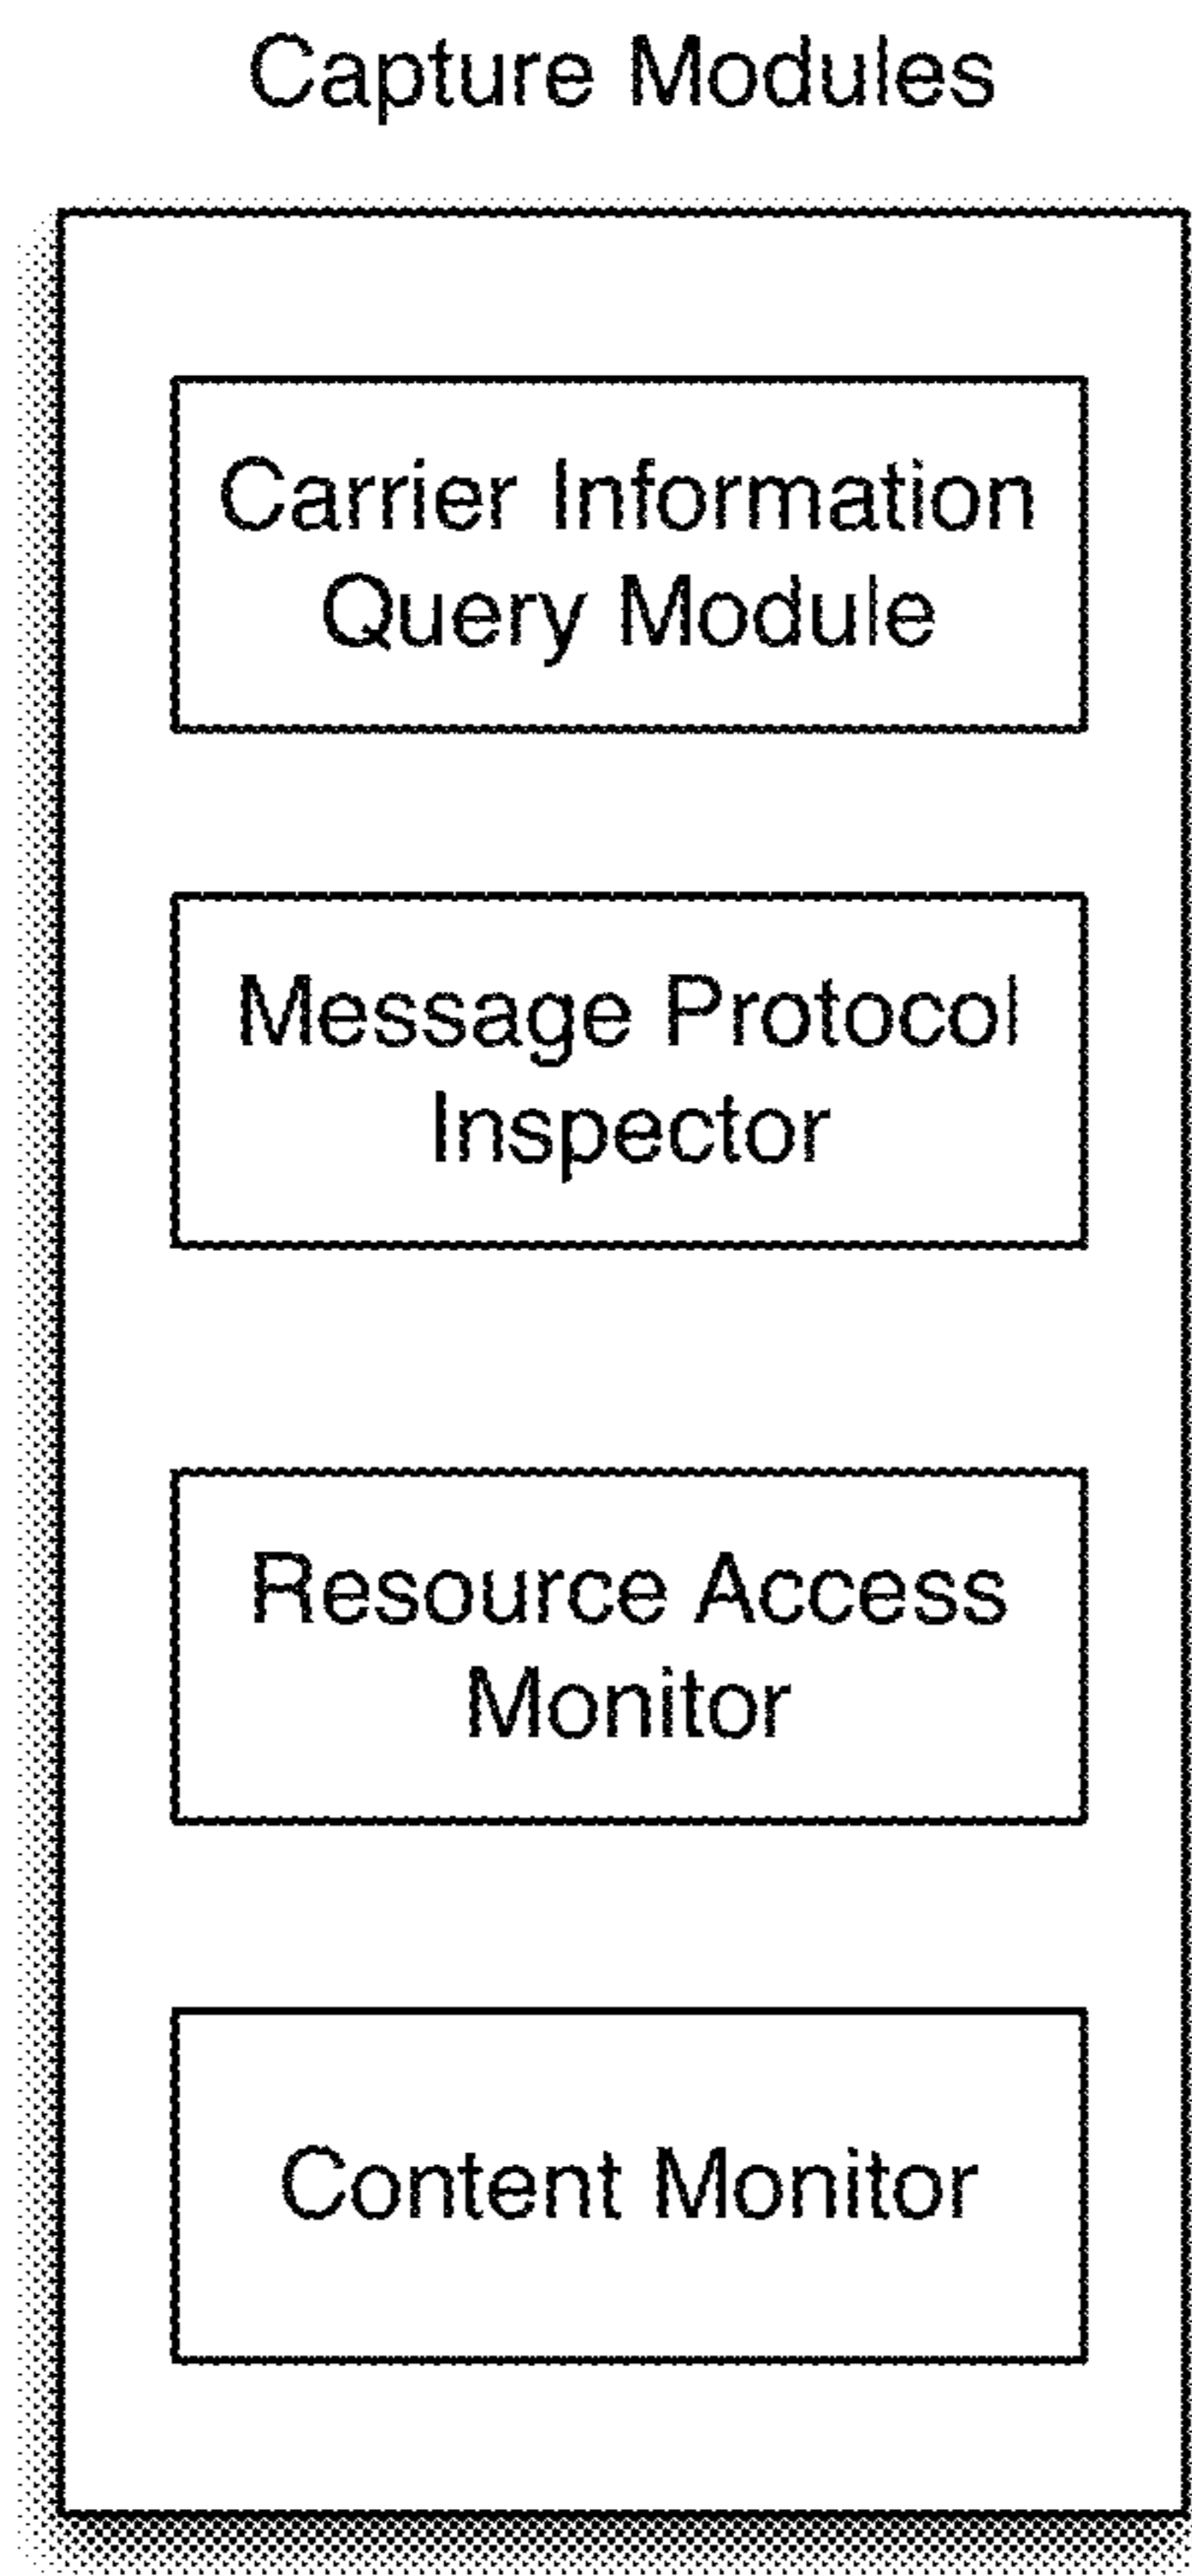 Capture Modules
Carrier Information
Query Module
Message Protocol
Inspector
Resource Access
Monitor
Content Monitor